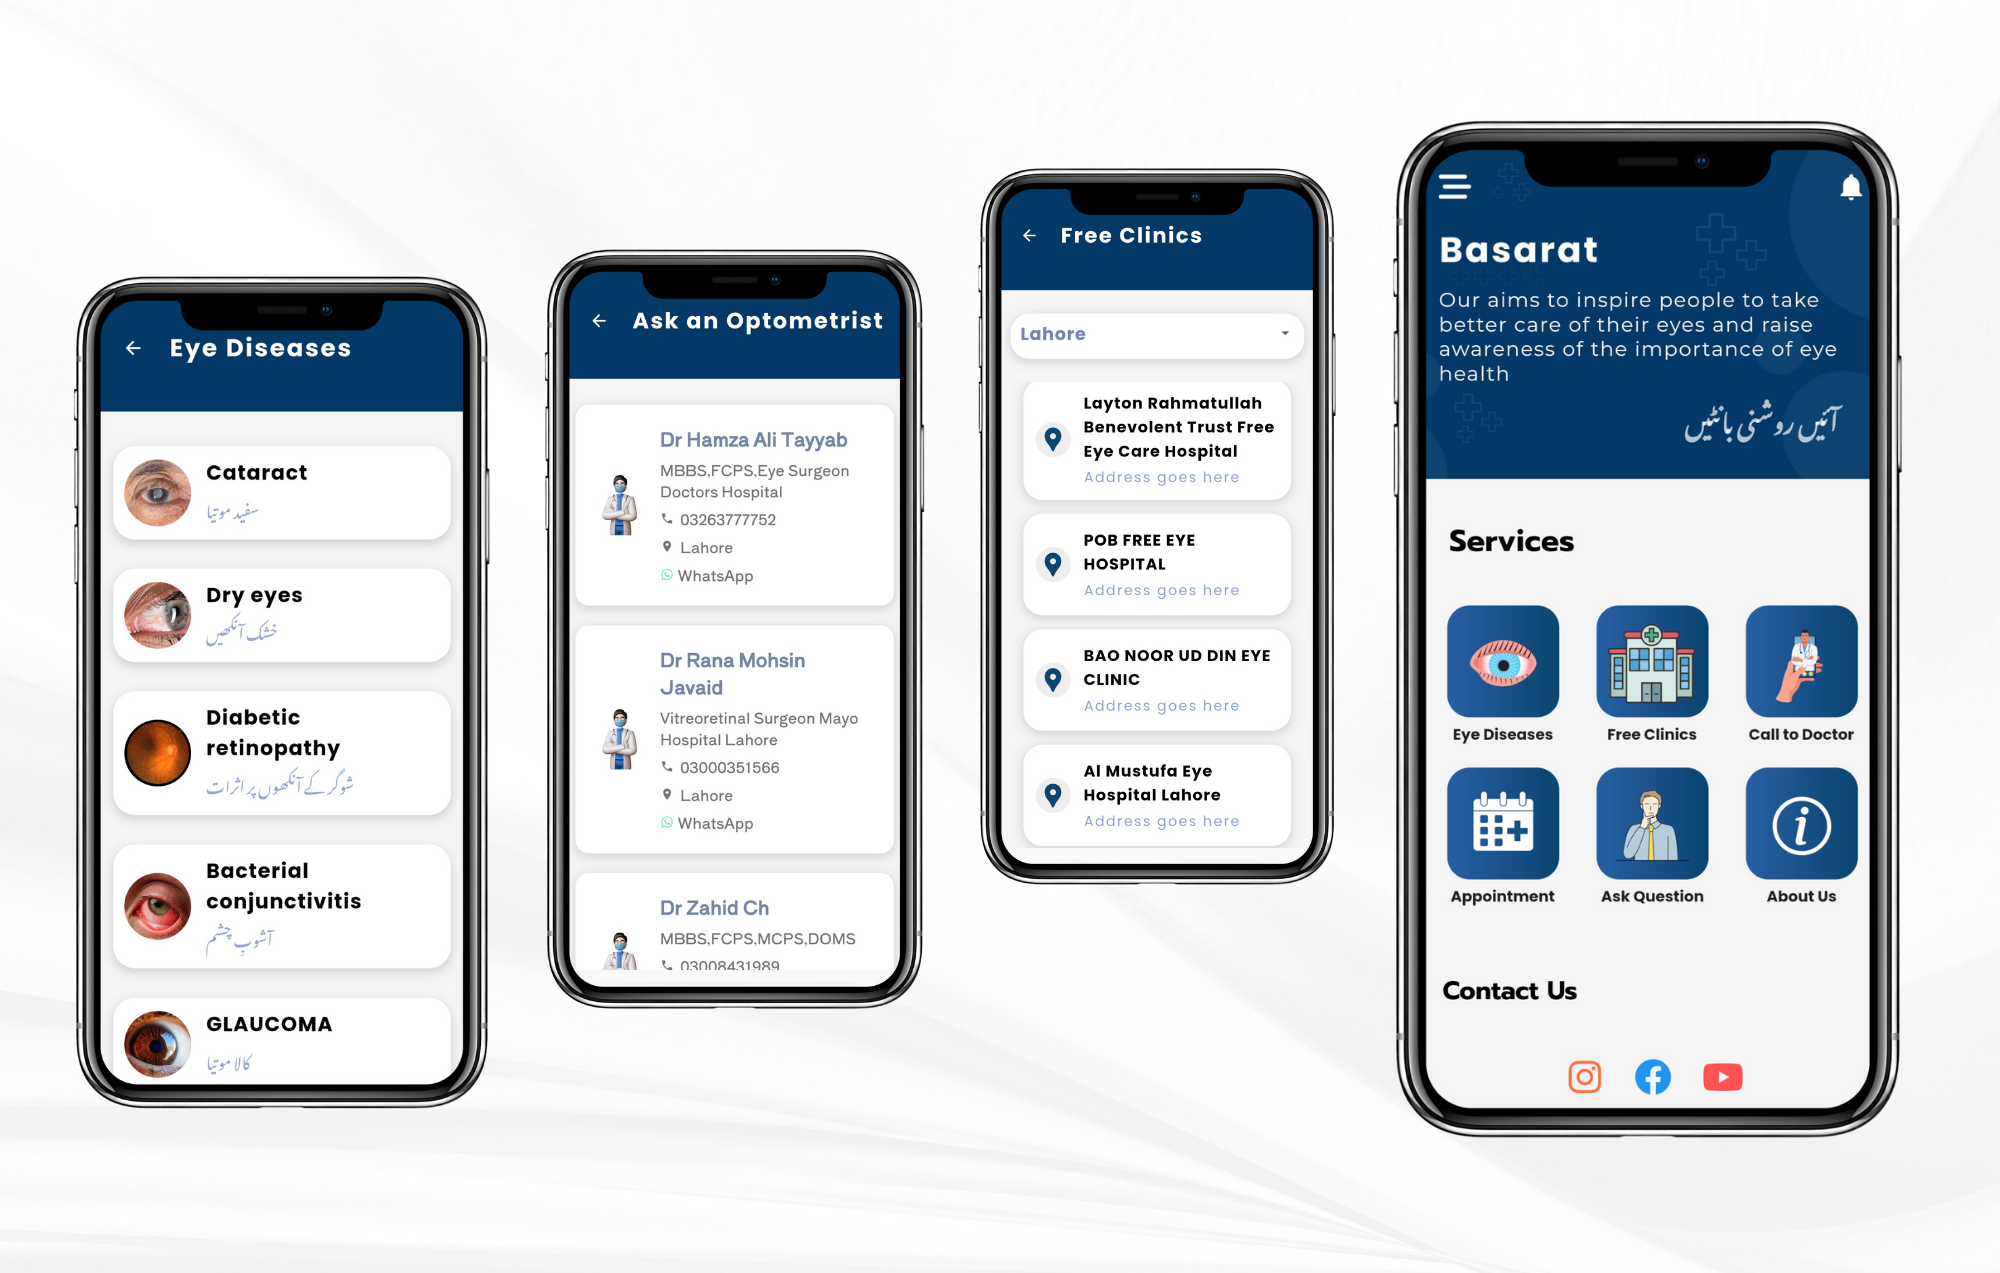 Eye Diseases
Cataract
سفید موتیا
Dry eyes
خشک آنکھیں
Diabetic
retinopathy
شوگر کے آنکھوں پر اثرات
Bacterial
conjunctivitis
آشوبِ چشم
GLAUCOMA
کالا موتیا
Ask an Optometrist
Dr Hamza Ali Tayyab
MBBS,FCPS,Eye Surgeon
Doctors Hospital
03263777752
Lahore
WhatsApp
Dr Rana Mohsin
Javaid
Vitreoretinal Surgeon Mayo
Hospital Lahore
03000351566
Lahore
WhatsApp
Dr Zahid Ch
MBBS,FCPS,MCPS,DOMS
03008431989
Free Clinics
Lahore
Layton Rahmatullah
Benevolent Trust Free
Eye Care Hospital
Address goes here
POB FREE EYE
HOSPITAL
Address goes here
BAO NOOR UD DIN EYE
CLINIC
Address goes here
Al Mustufa Eye
Hospital Lahore
Address goes here
Basarat
Our aims to inspire people to take
better care of their eyes and raise
awareness of the importance of eye
health
آئیں روشنی بانٹیں
Services
Eye Diseases
Free Clinics
Call to Doctor
Appointment
Ask Question
About Us
Contact Us